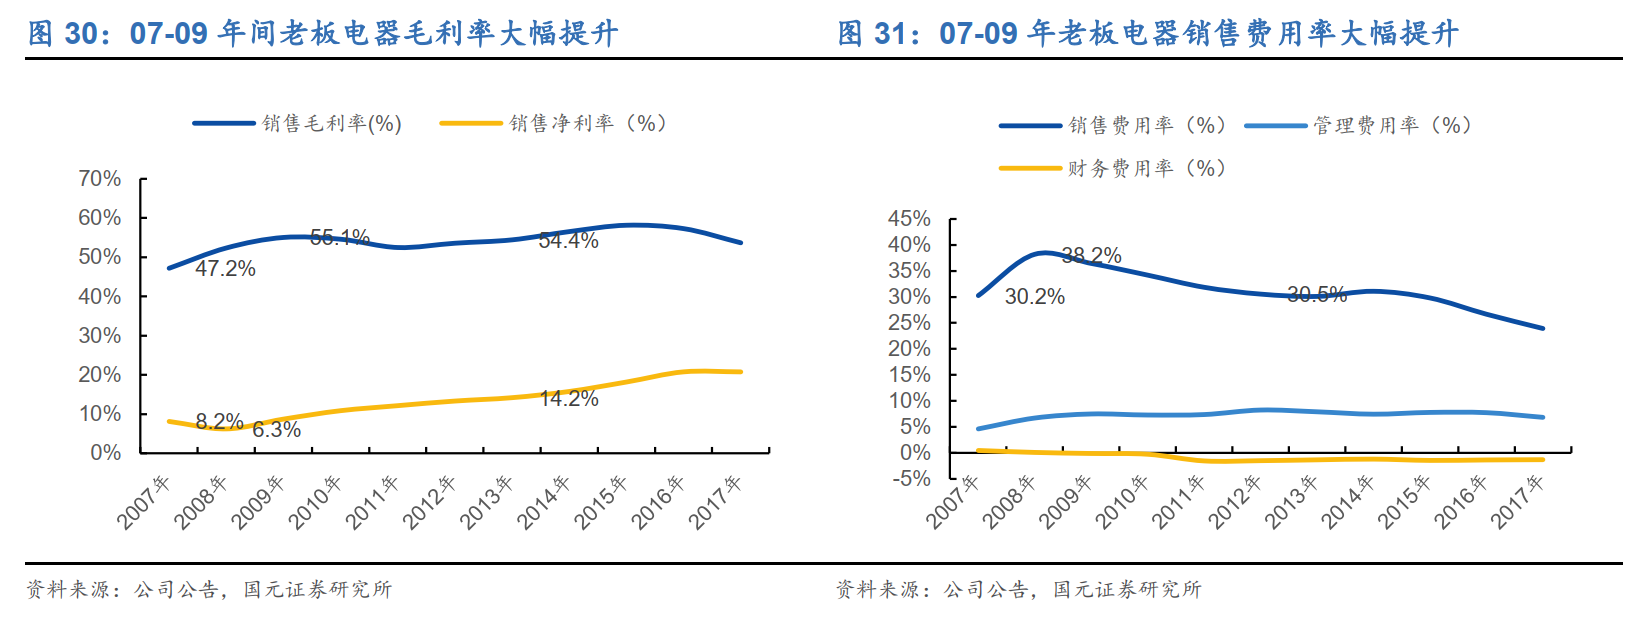 图 30：07-09 年间老板电器毛利率大幅提升
销售毛利率(%)
销售净利率（%）
70%
60%
50%
40%
30%
20%
10%
0%
47.2%
55.1%
54.4%
8.2%
6.3%
14.2%
2007年
2008年
2009年
2010年
2011年
2012年
2013年
2014年
2015年
2016年
2017年
资料来源：公司公告，国元证券研究所
图 31：07-09 年老板电器销售费用率大幅提升
销售费用率（%）
管理费用率（%）
财务费用率（%）
45%
40%
35%
30%
25%
20%
15%
10%
5%
0%
-5%
30.2%
38.2%
30.5%
2007年
2008年
2009年
2010年
2011年
2012年
2013年
2014年
2015年
2016年
2017年
资料来源：公司公告，国元证券研究所